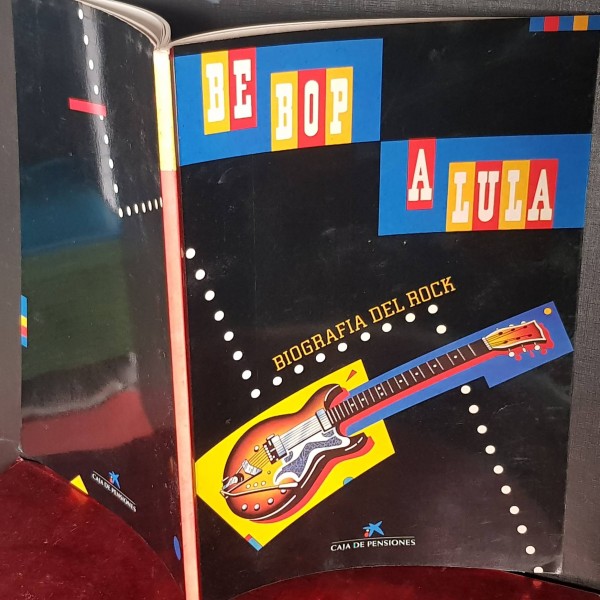 BE
BOP
A
LULA
BIOGRAFIA DEL ROCK
CAJA DE PENSIONES
CAJA DE PENSIONES